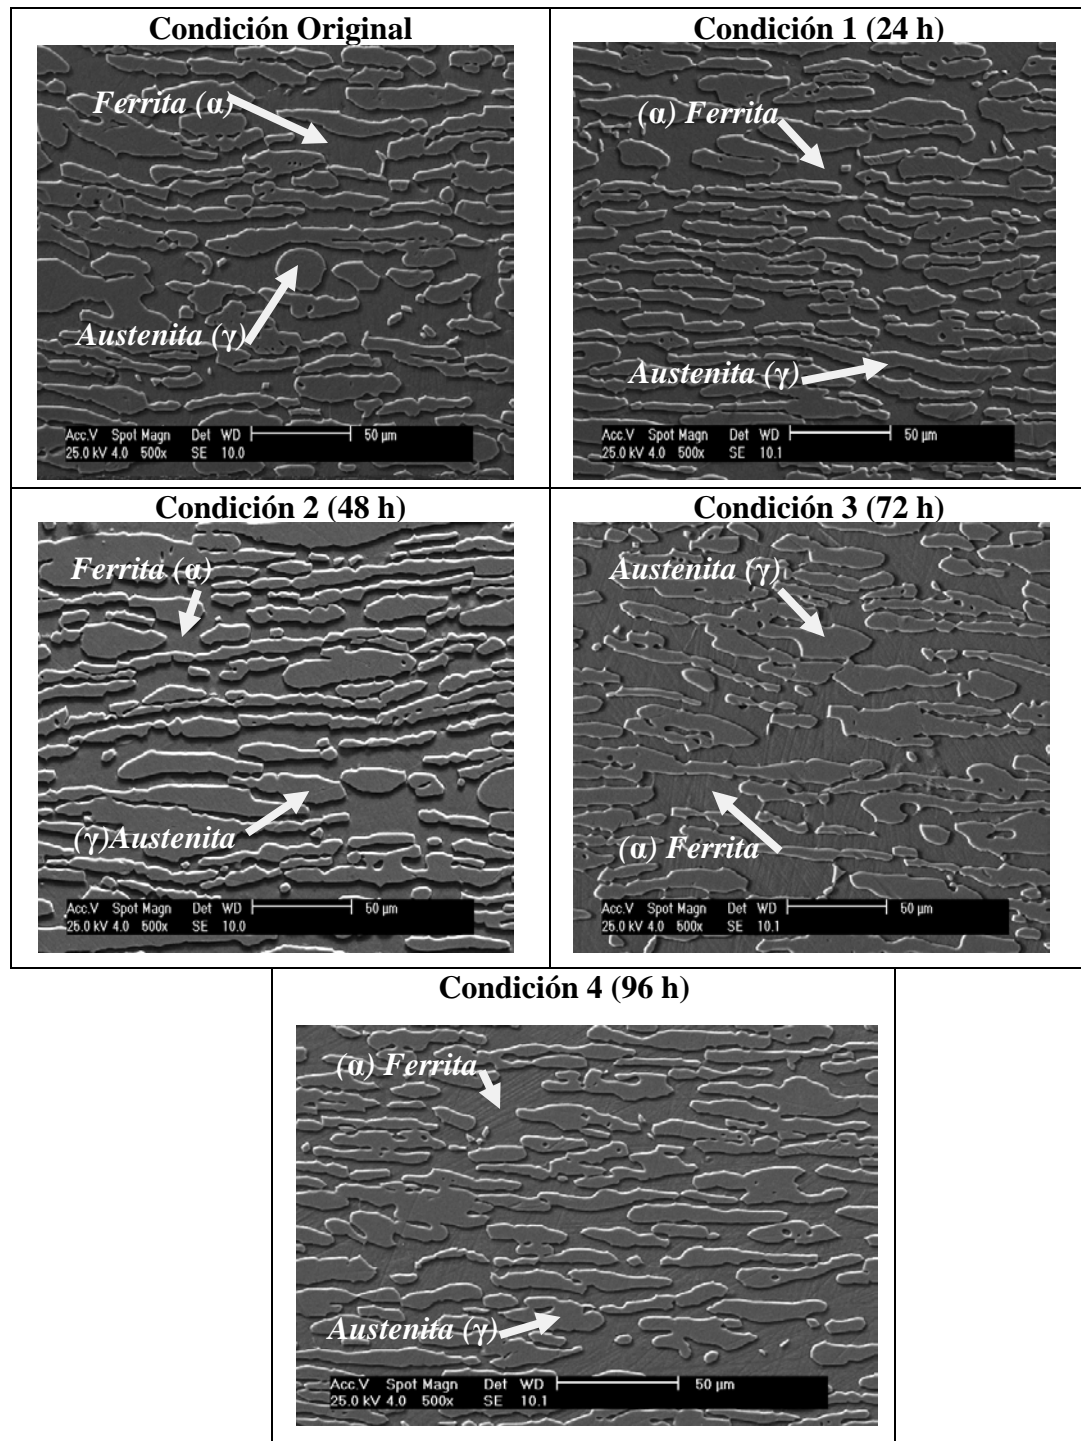 Condición Original
Ferrita (α)
Austenita (γ)
Acc.V Spot Magn Det WD 50 µm
25.0 kV 4.0 500x SE 10.0
Condición 1 (24 h)
(α) Ferrita
Austenita (γ)
Acc.V Spot Magn Det WD 50 µm
25.0 kV 4.0 500x SE 10.1
Condición 2 (48 h)
Ferrita (α)
(γ)Austenita
Acc.V Spot Magn Det WD 50 µm
25.0 kV 4.0 500x SE 10.0
Condición 3 (72 h)
Austenita (γ)
(α) Ferrita
Acc.V Spot Magn Det WD 50 µm
25.0 kV 4.0 500x SE 10.1
Condición 4 (96 h)
(α) Ferrita
Austenita (γ)
Acc.V Spot Magn Det WD 50 µm
25.0 kV 4.0 500x SE 10.1